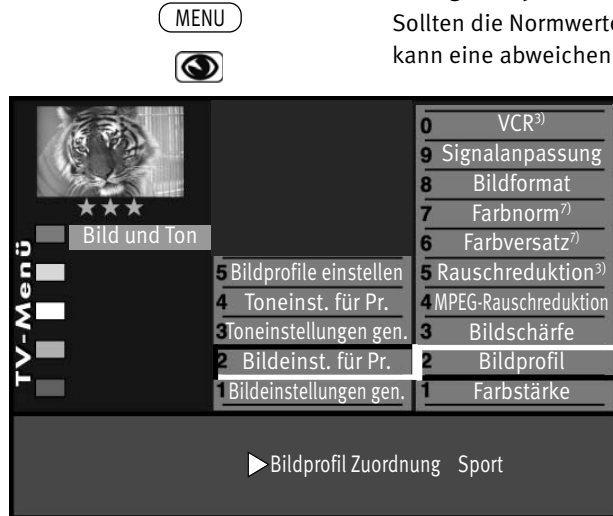 MENU
Sollten die Normwerte
kann eine abweichen
0 VCR3)
9 Signalanpassung
8 Bildformat
7 Farbnorm7)
6 Farbversatz7)
5 Rauschreduktion3)
4 MPEG-Rauschreduktion
3 Bildschärfe
2 Bildprofil
1 Farbstärke
TV-Menü
Bild und Ton
5 Bildprofile einstellen
4 Toneinst. für Pr.
3 Toneinstellungen gen.
2 Bildeinst. für Pr.
1 Bildeinstellungen gen.
Bildprofil Zuordnung Sport